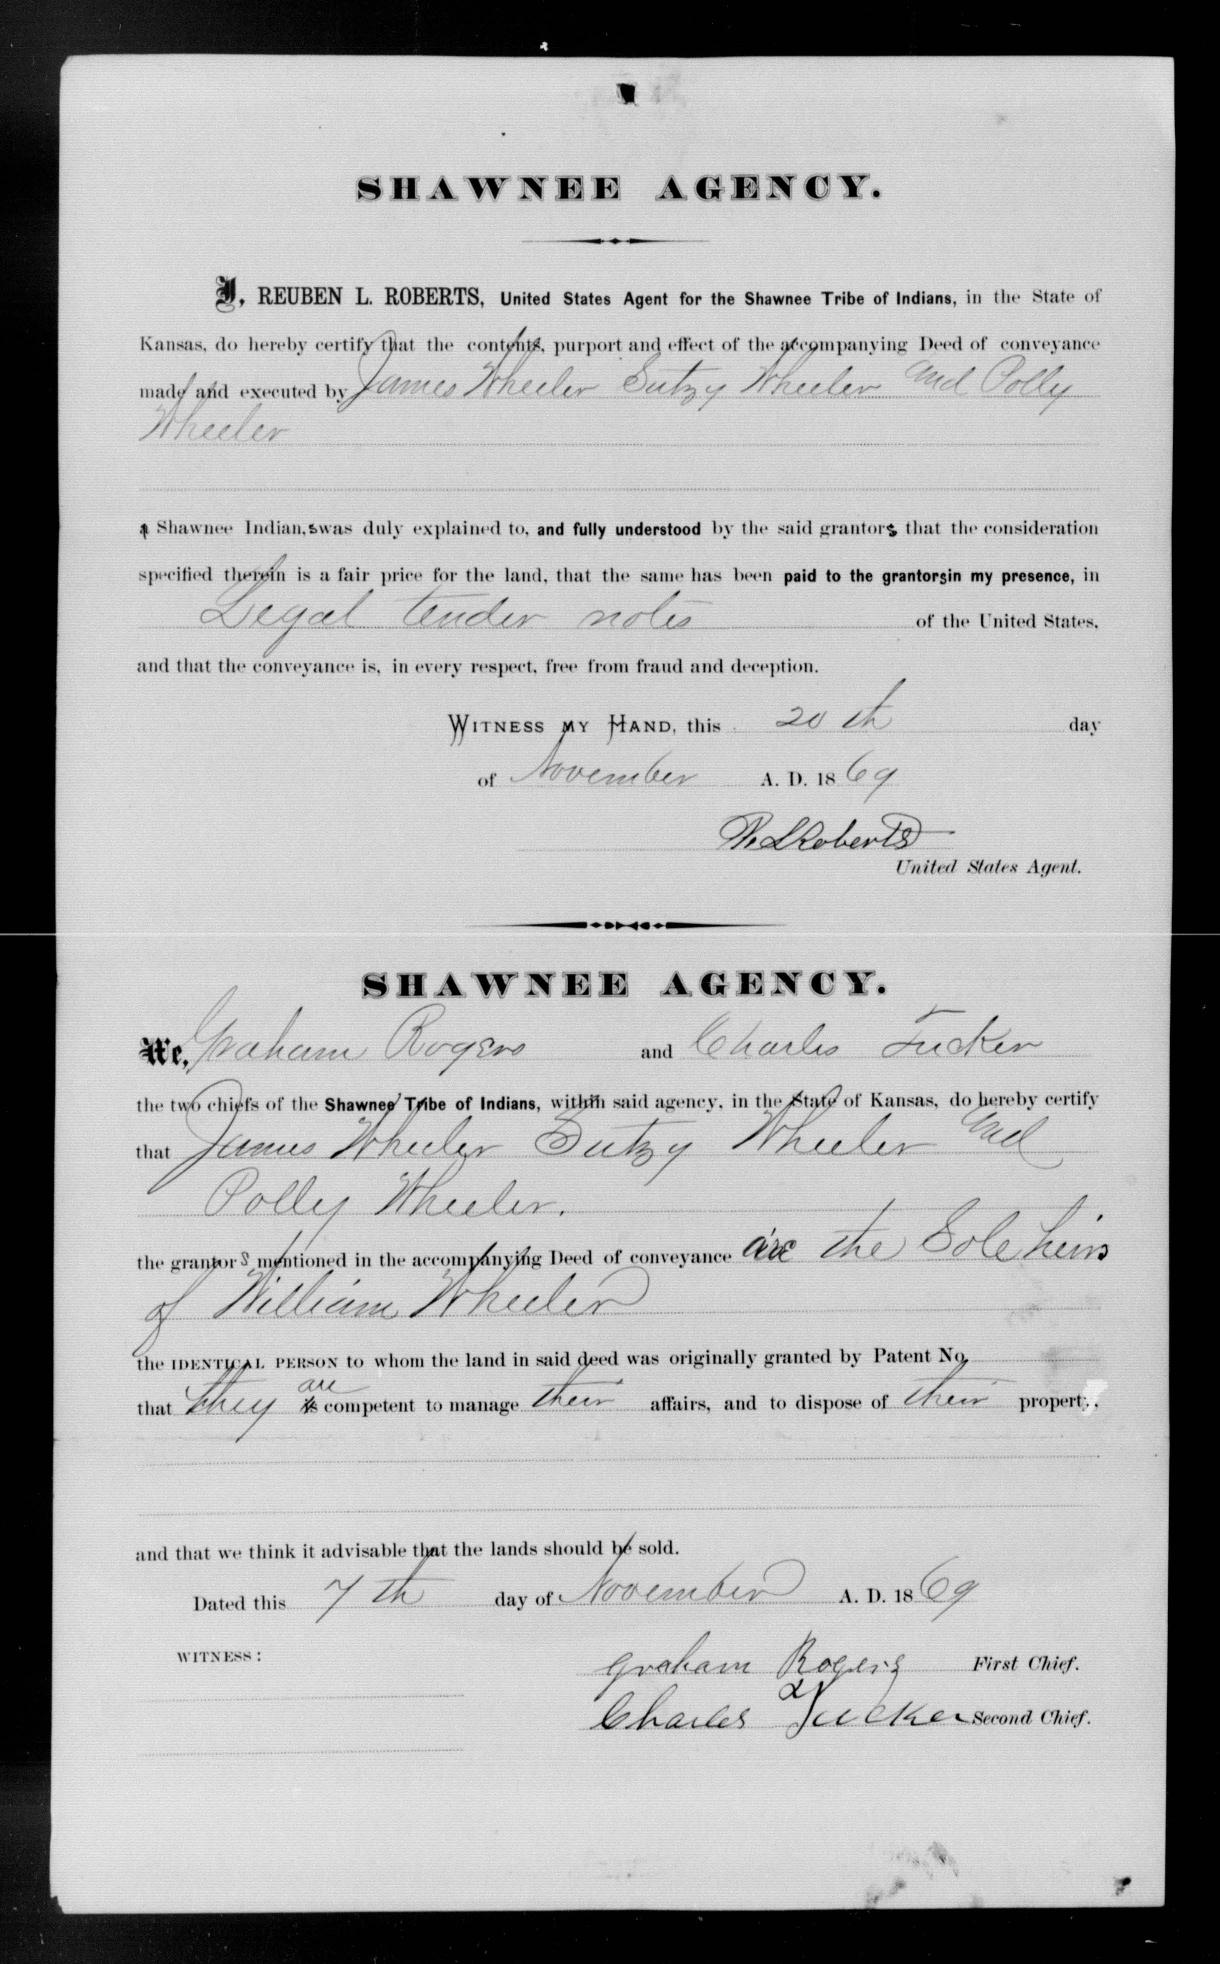 SHAWNEE AGENCY.
I, REUBEN L. ROBERTS, United States Agent for the Shawnee Tribe of Indians, in the State of
Kansas, do hereby certify that the contents, purport and effect of the accompanying Deed of conveyance
made and executed by James Wheeler Sutzy Wheeler and Polly
Wheeler
a Shawnee Indian,s was duly explained to, and fully understood by the said grantors that the consideration
specified therein is a fair price for the land, that the same has been paid to the grantors in my presence, in
Legal tender notes of the United States,
and that the conveyance is, in every respect, free from fraud and deception.
WITNESS MY HAND, this 20th day
of November A. D. 1869
R. L Roberts
United States Agent.
SHAWNEE AGENCY.
We, Graham Rogers and Charles Tucker
the two chiefs of the Shawnee Tribe of Indians, within said agency, in the State of Kansas, do hereby certify
that James Wheeler Sutzy Wheeler and
Polly Wheeler.
the grantors mentioned in the accompanying Deed of conveyance are the Sole heirs
of William Wheeler
the IDENTICAL PERSON to whom the land in said deed was originally granted by Patent No.
that they are is competent to manage their affairs, and to dispose of their property,
and that we think it advisable that the lands should be sold.
Dated this 7th day of November A. D. 1869
WITNESS:
Graham Rogers First Chief.
Charles Tucker Second Chief.